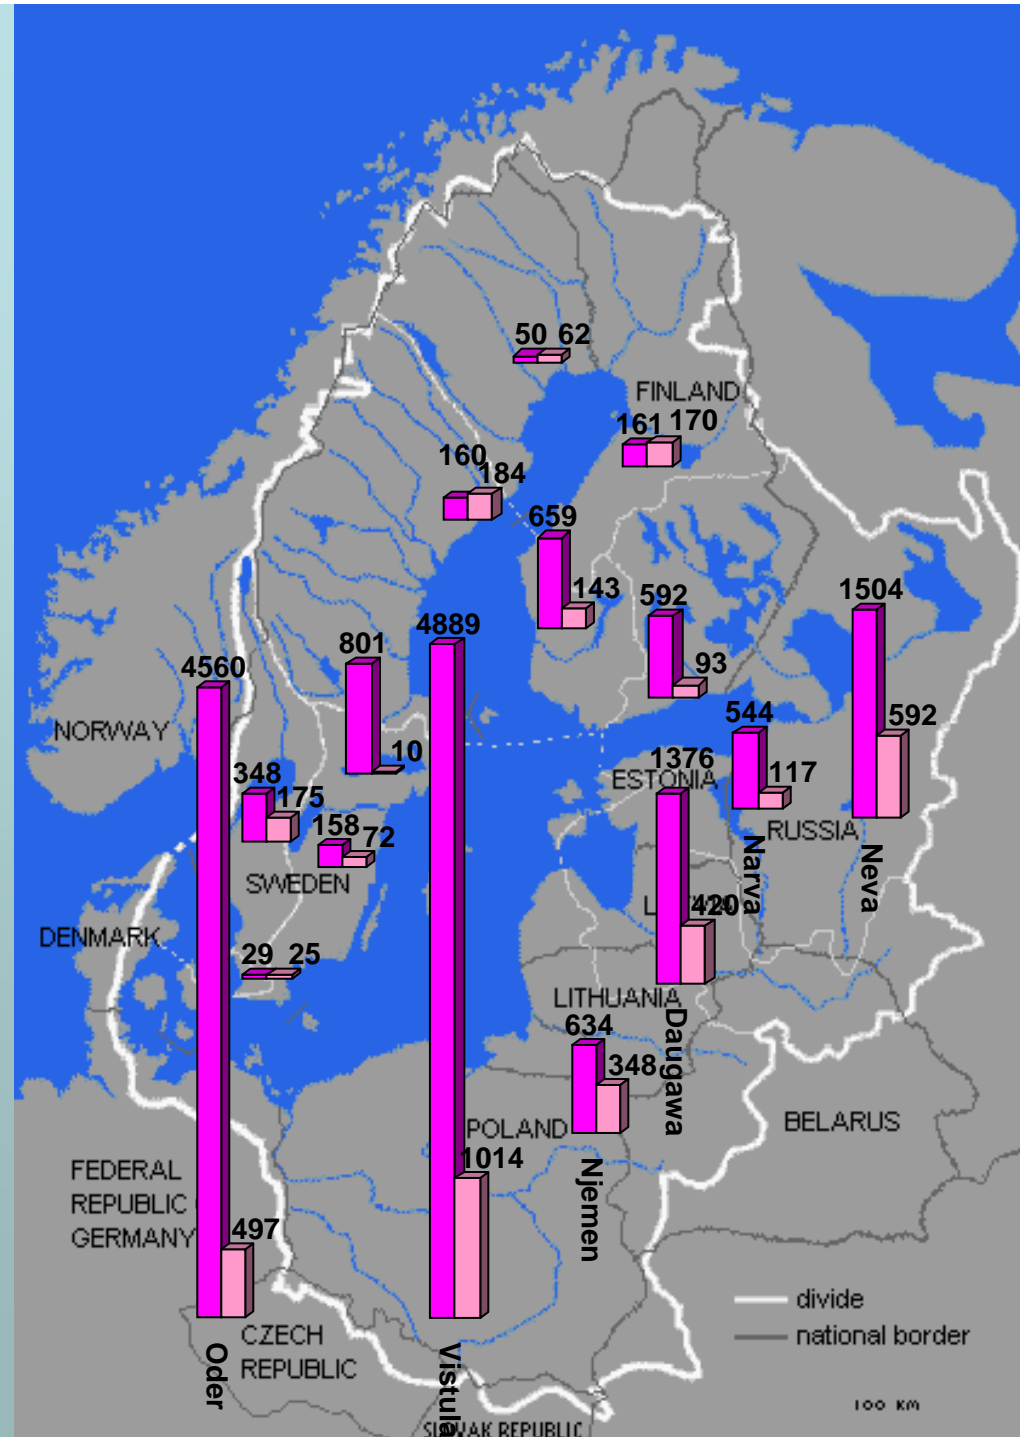 50 62
FINLAND
161 170
160
184
659
143
592
1504
93
4889
801
4560
592
NORWAY
544
10
1376
ESTONIA
117
348
175
RUSSIA
158
72
Narva
Neva
SWEDEN
420
DENMARK
29 25
LITHUANIA
Daugawa
634
348
BELARUS
POLAND
1014
Njemen
FEDERAL
REPUBLIC
GERMANY
497
divide
CZECH
REPUBLIC
national border
Oder
Vistula
100 KM
SLOVAK REPUBLIC